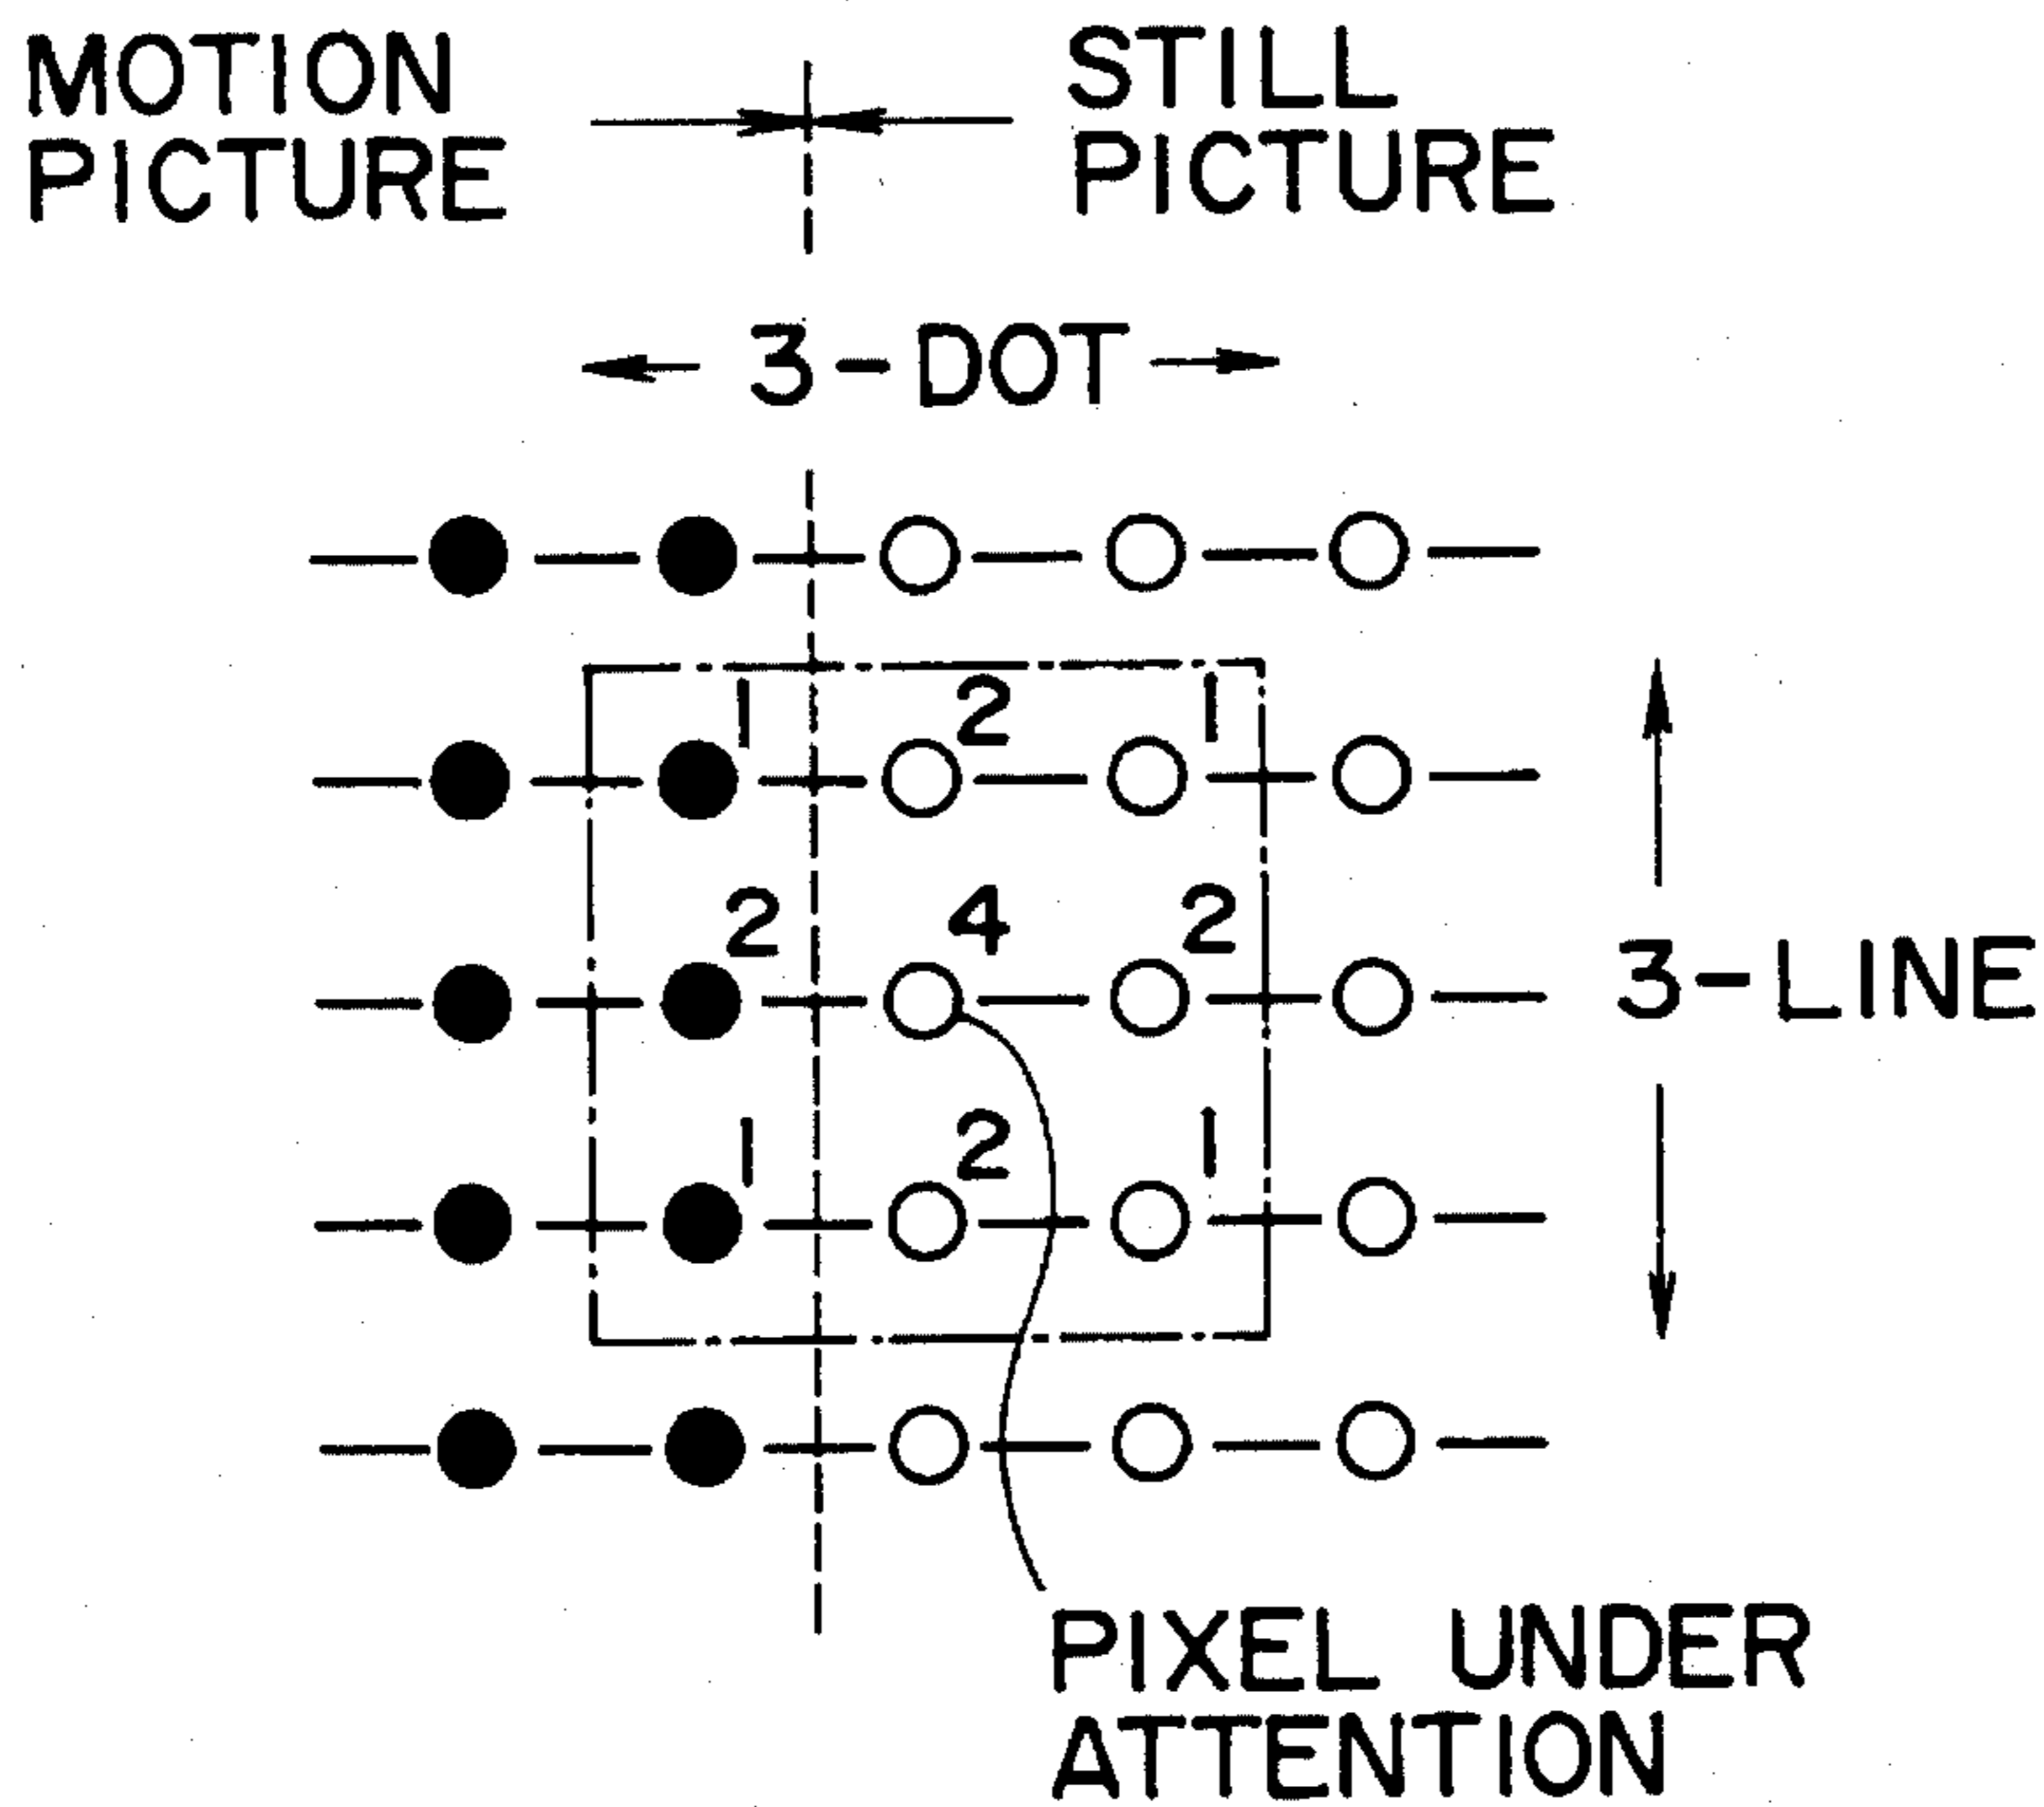 MOTION
PICTURE
STILL
PICTURE
3-DOT
1 2 1
2 4 2
3-LINE
1 2 1
PIXEL UNDER
ATTENTION